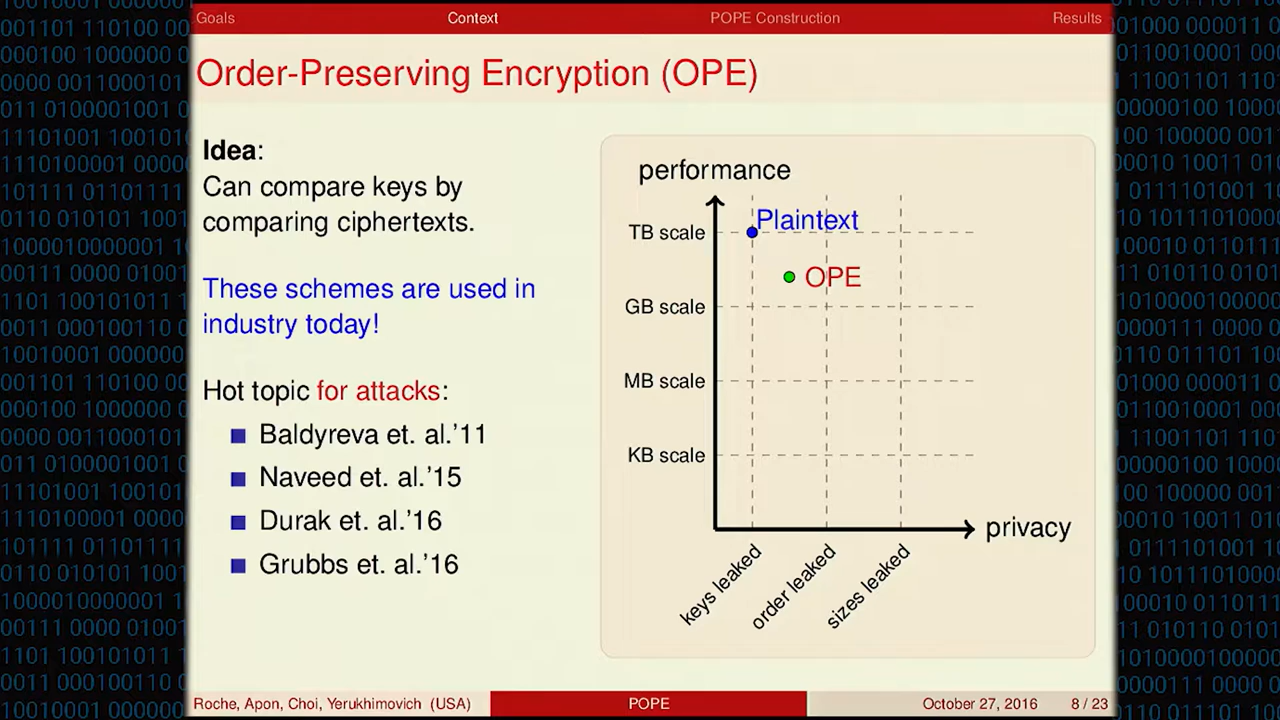 Goals Context POPE Construction Results
Order-Preserving Encryption (OPE)
Idea:
Can compare keys by
comparing ciphertexts.
These schemes are used in
industry today!
Hot topic for attacks:
Baldyreva et. al.'11
Naveed et. al.'15
Durak et. al.'16
Grubbs et. al.'16
performance
TB scale
Plaintext
OPE
GB scale
MB scale
KB scale
privacy
keys leaked
order leaked
sizes leaked
Roche, Apon, Choi, Yerukhimovich (USA) POPE October 27, 2016 8 / 23